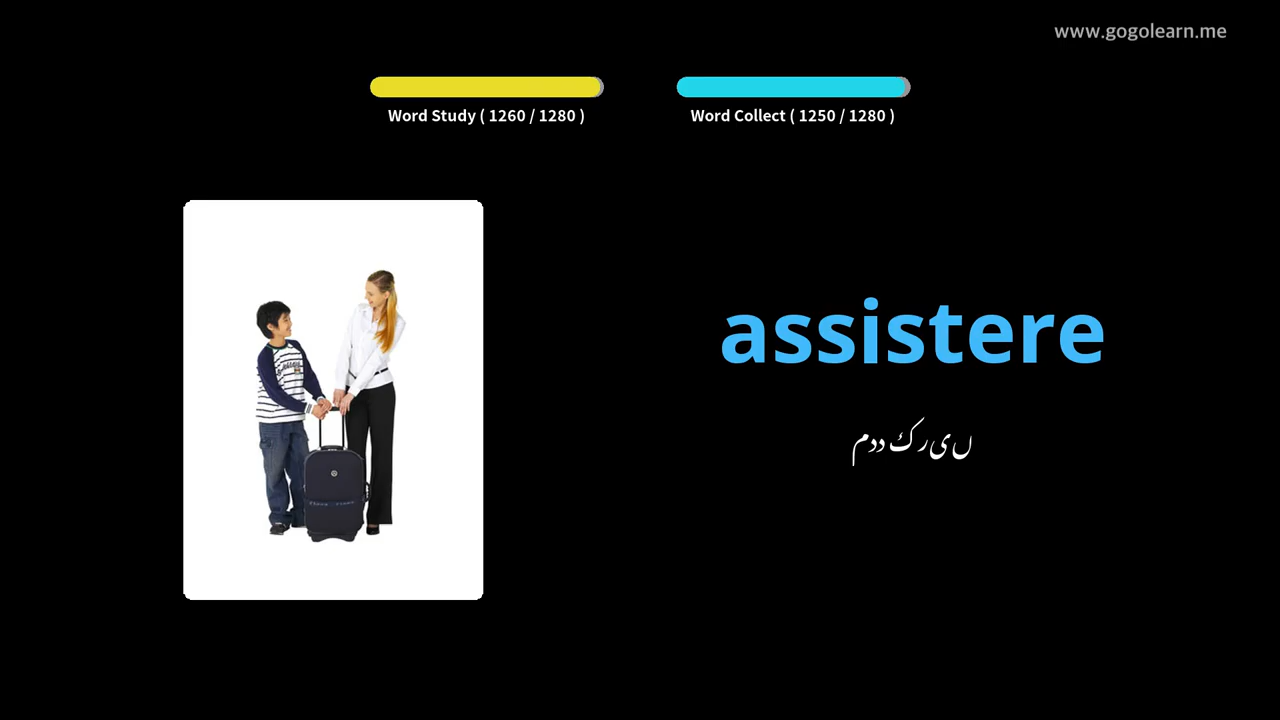 www.gogolearn.me
Word Study ( 1260 / 1280 )
Word Collect ( 1250 / 1280 )
assistere
ںیرک ددم